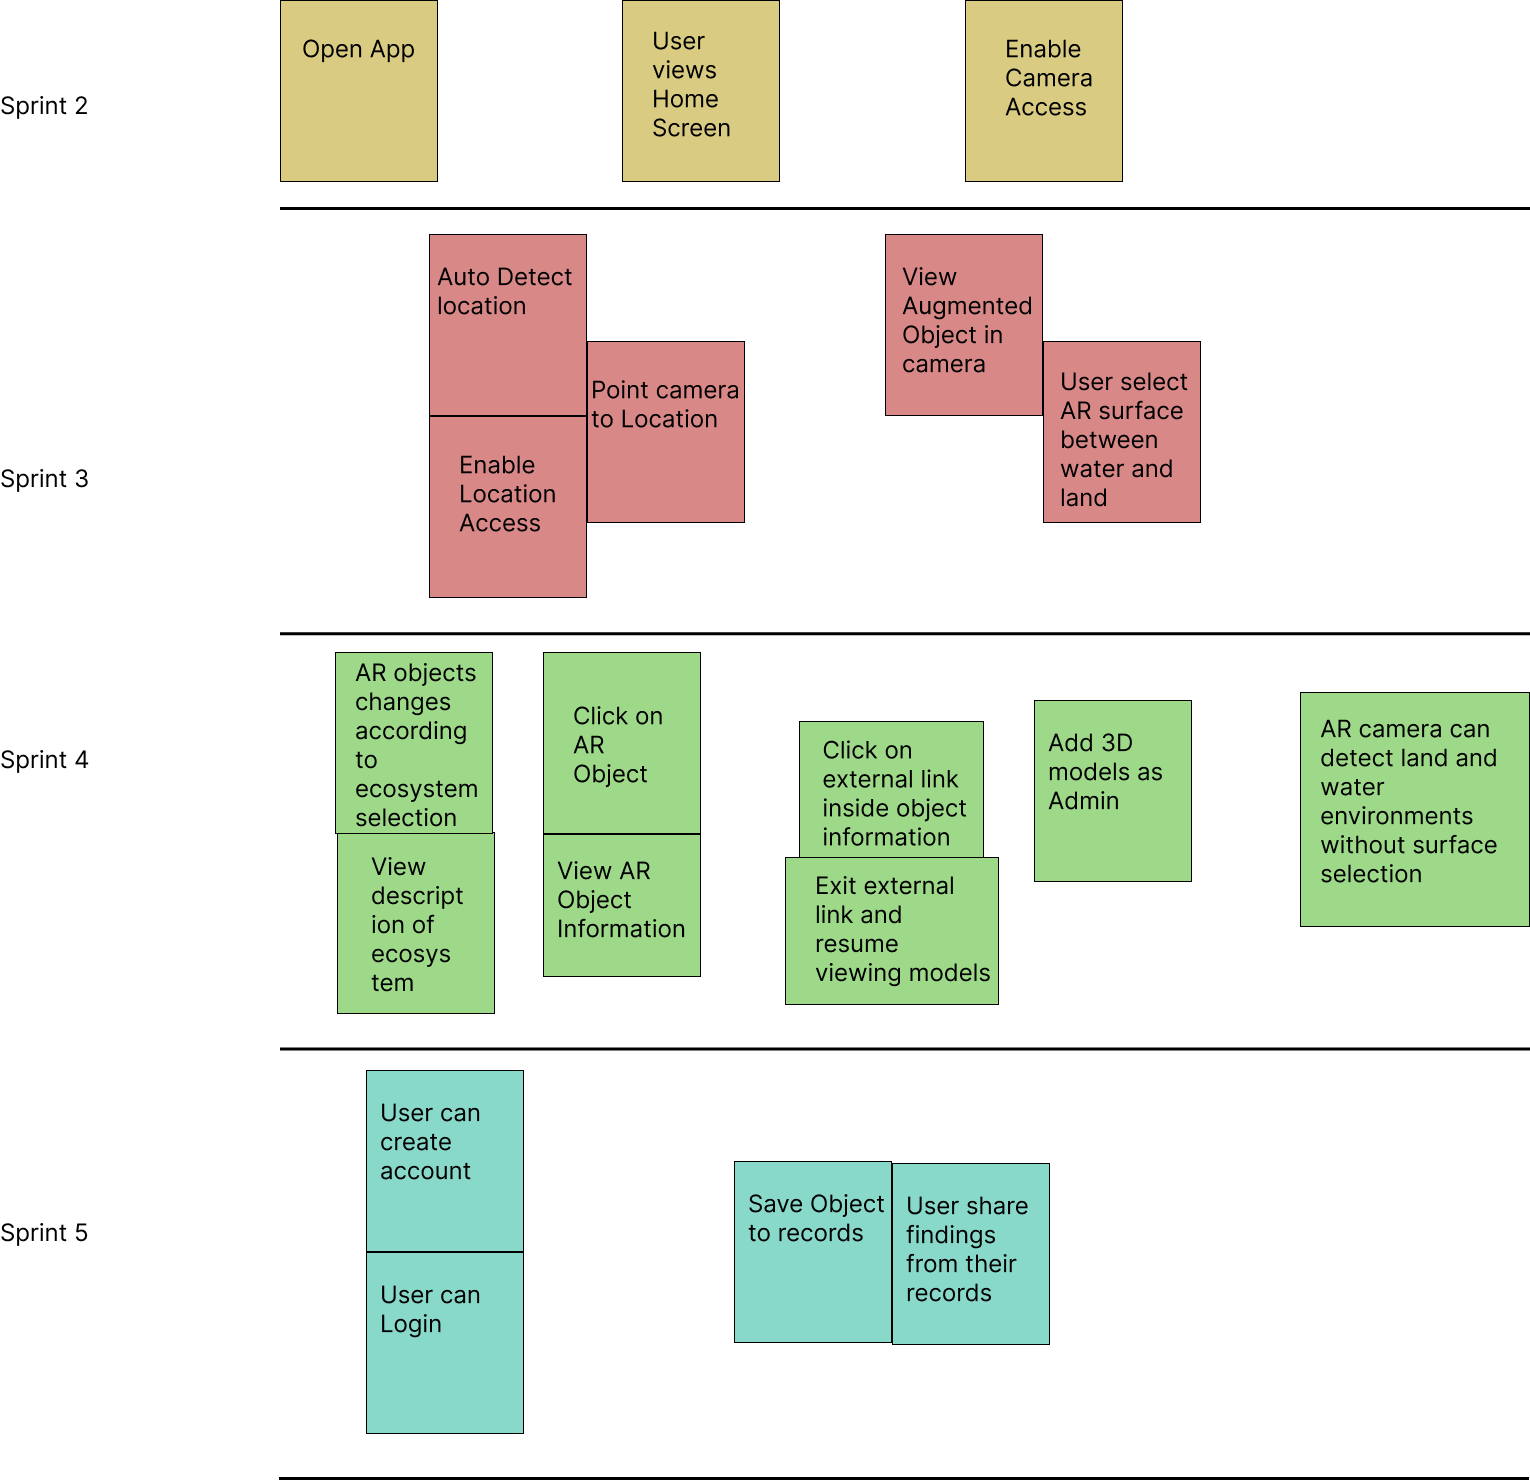 Sprint 2
Open App
User
views
Home
Screen
Enable
Camera
Access
Sprint 3
Auto Detect
location
Enable
Location
Access
Point camera
to Location
View
Augmented
Object in
camera
User select
AR surface
between
water and
land
Sprint 4
AR objects
changes
according
to
ecosystem
selection
View
descript
ion of
ecosys
tem
Click on
AR
Object
View AR
Object
Information
Click on
external link
inside object
information
Exit external
link and
resume
viewing models
Add 3D
models as
Admin
AR camera can
detect land and
water
environments
without surface
selection
Sprint 5
User can
create
account
User can
Login
Save Object
to records
User share
findings
from their
records